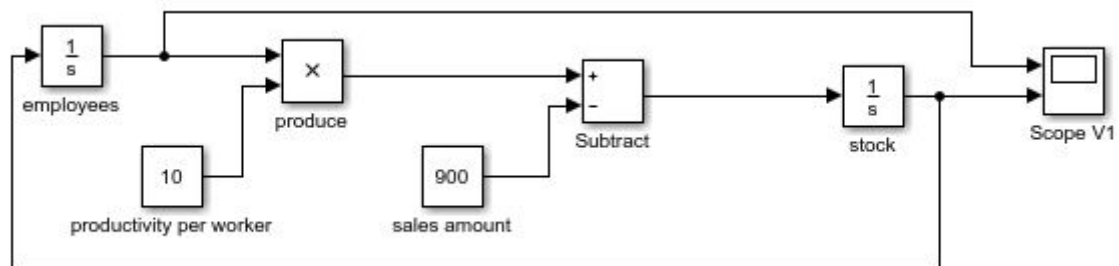 1
s
employees
×
produce
10
productivity per worker
900
sales amount
+
−
Subtract
1
s
stock
Scope V1